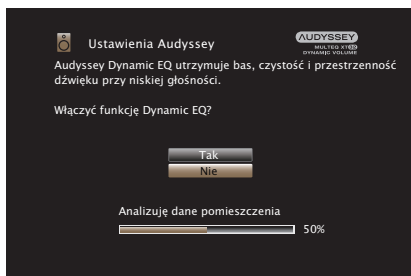 Ustawienia Audyssey
AUDYSSEY
MULTEQ XT32
DYNAMIC VOLUME
Audyssey Dynamic EQ utrzymuje bas, czystość i przestrzenność
dźwięku przy niskiej głośności.
Włączyć funkcję Dynamic EQ?
Tak
Nie
Analizuję dane pomieszczenia
50%